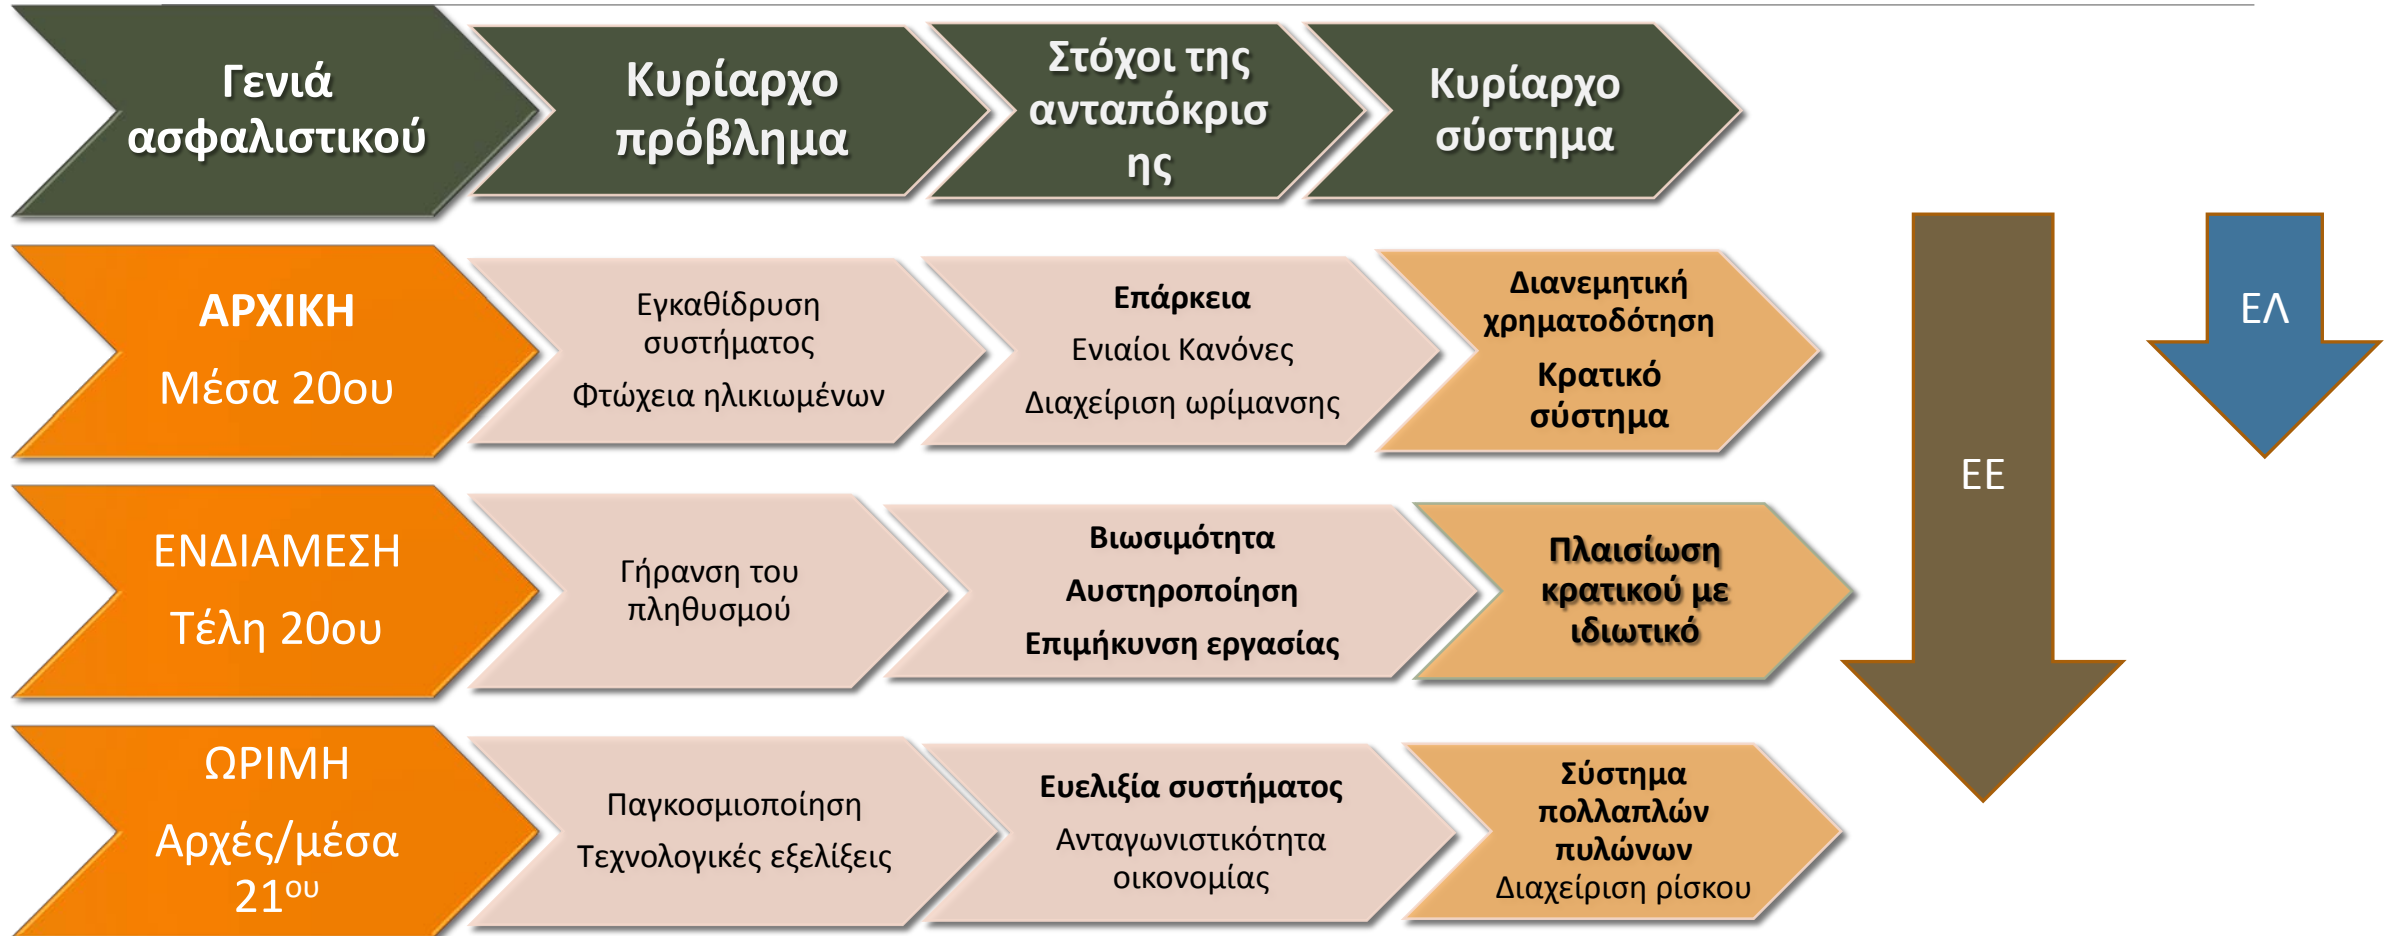 Γενιά
ασφαλιστικού
Κυρίαρχο
πρόβλημα
Στόχοι της
ανταπόκρισ
ης
Κυρίαρχο
σύστημα
ΑΡΧΙΚΗ
Μέσα 20ου
Εγκαθίδρυση
συστήματος
Φτώχεια ηλικιωμένων
Επάρκεια
Ενιαίοι Κανόνες
Διαχείριση ωρίμανσης
Διανεμητική
χρηματοδότηση
Κρατικό
σύστημα
ΕΝΔΙΑΜΕΣΗ
Τέλη 20ου
Γήρανση του
πληθυσμού
Βιωσιμότητα
Αυστηροποίηση
Επιμήκυνση εργασίας
Πλαισίωση
κρατικού με
ιδιωτικό
ΩΡΙΜΗ
Αρχές/μέσα
21ου
Παγκοσμιοποίηση
Τεχνολογικές εξελίξεις
Ευελιξία συστήματος
Ανταγωνιστικότητα
οικονομίας
Σύστημα
πολλαπλών
πυλώνων
Διαχείριση ρίσκου
ΕΕ
ΕΛ